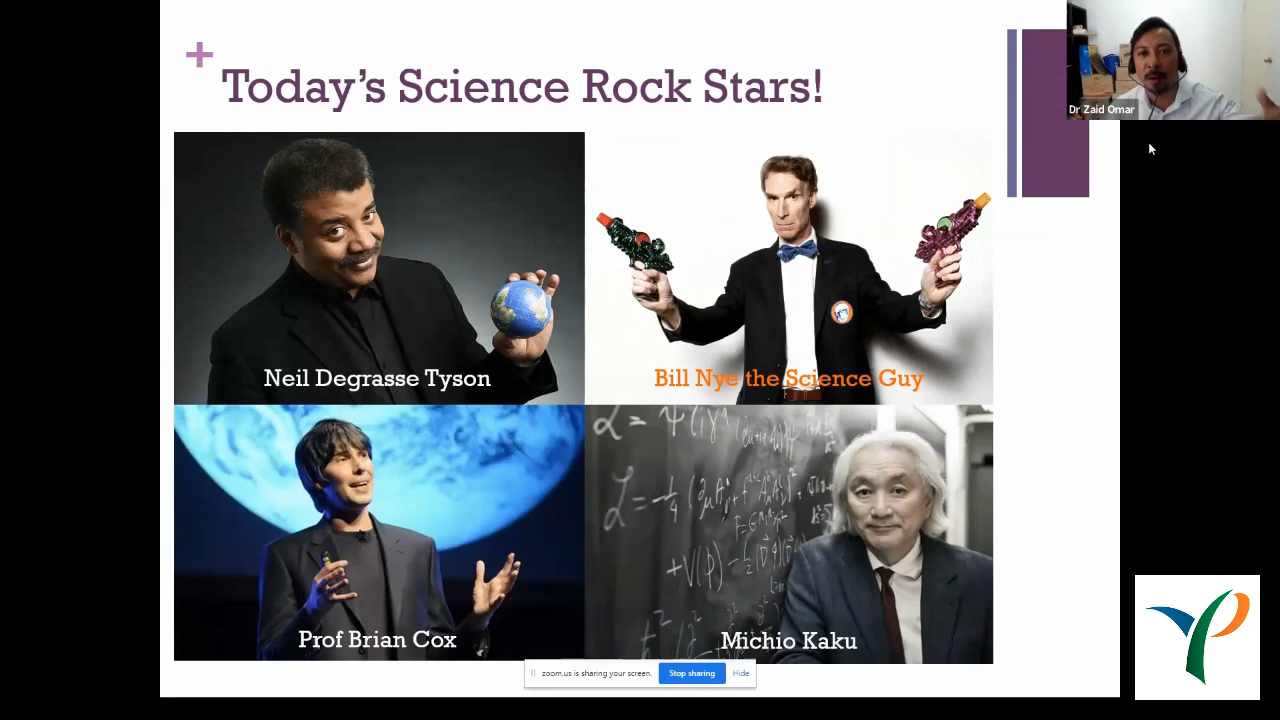 +
Today's Science Rock Stars!
Dr Zaid Omar
Neil Degrasse Tyson
Bill Nye the Science Guy
Prof Brian Cox
Michio Kaku
zoom.us is sharing your screen.
Stop sharing
Hide